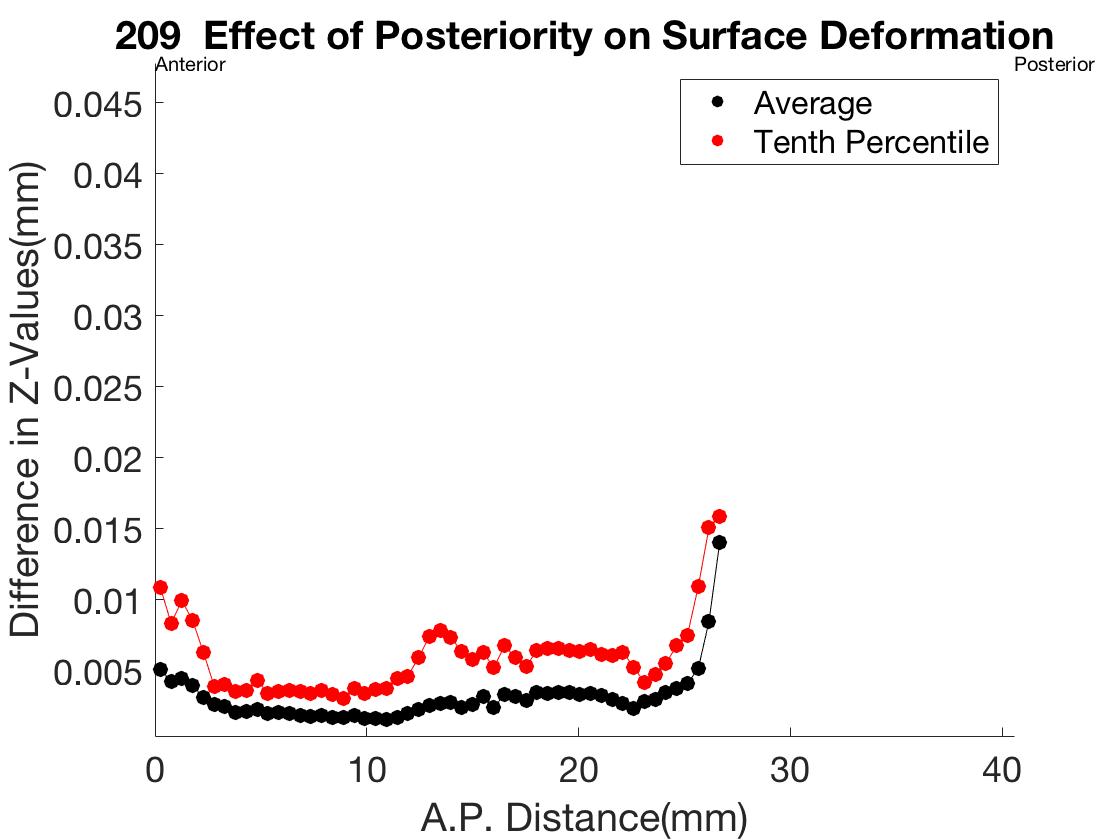 209  Effect of Posteriority on Surface Deformation
Anterior
Posterior
Average
Tenth Percentile
0.045
0.04
0.035
0.03
0.025
0.02
0.015
0.01
0.005
Difference in Z-Values(mm)
0
10
20
30
40
A.P. Distance(mm)